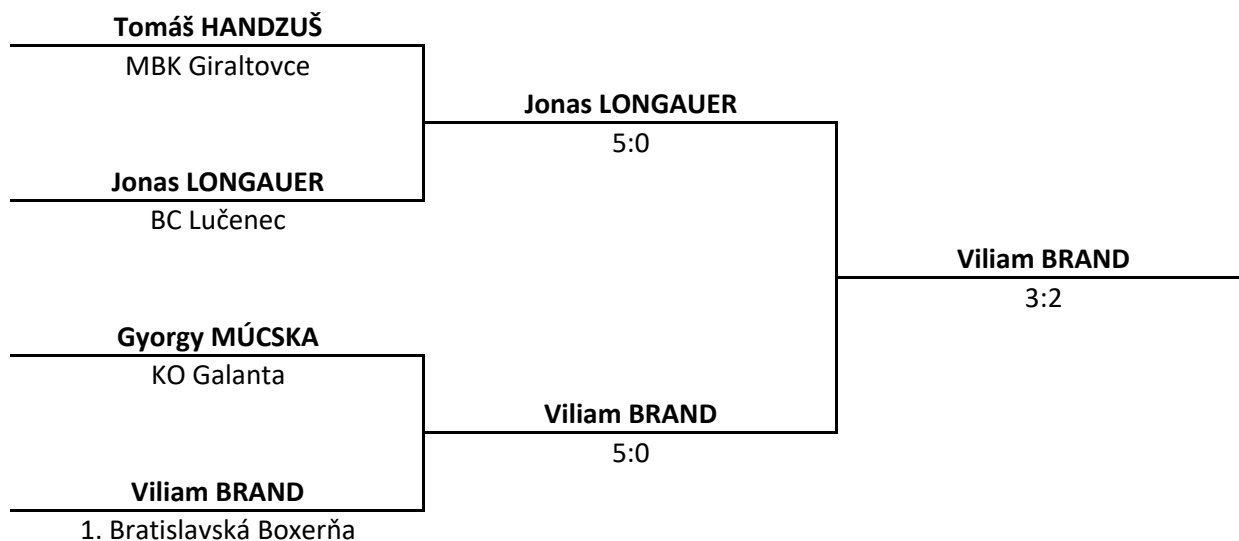 Tomáš HANDZUŠ
MBK Giraltovce
Jonas LONGAUER
5:0
Jonas LONGAUER
BC Lučenec
Viliam BRAND
3:2
Gyorgy MÚCSKA
KO Galanta
Viliam BRAND
5:0
Viliam BRAND
1. Bratislavská Boxerňa